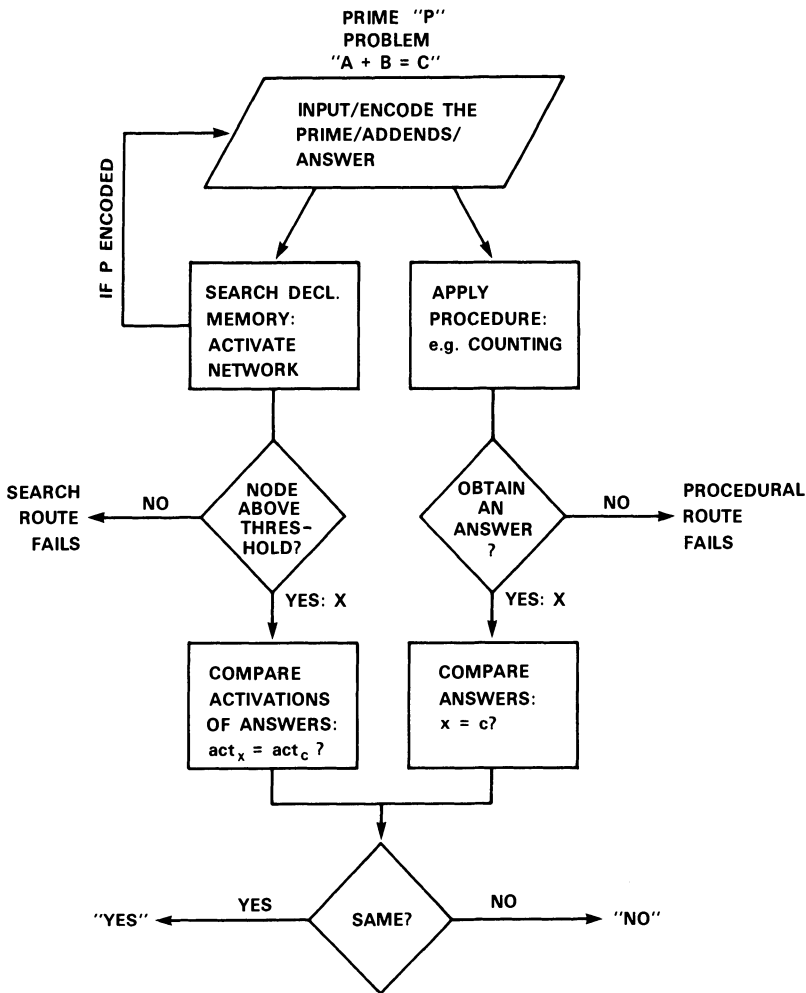 PRIME "P"
PROBLEM
"A + B = C"
INPUT/ENCODE THE
PRIME/ADDENDS/
ANSWER
IF P ENCODED
SEARCH DECL.
MEMORY:
ACTIVATE
NETWORK
APPLY
PROCEDURE:
e.g. COUNTING
SEARCH
ROUTE
FAILS
NO
NODE
ABOVE
THRES-
HOLD?
OBTAIN
AN
ANSWER
?
NO
PROCEDURAL
ROUTE
FAILS
YES: X
YES: X
COMPARE
ACTIVATIONS
OF ANSWERS:
actx = actc ?
COMPARE
ANSWERS:
x = c?
"YES"
YES
SAME?
NO
"NO"